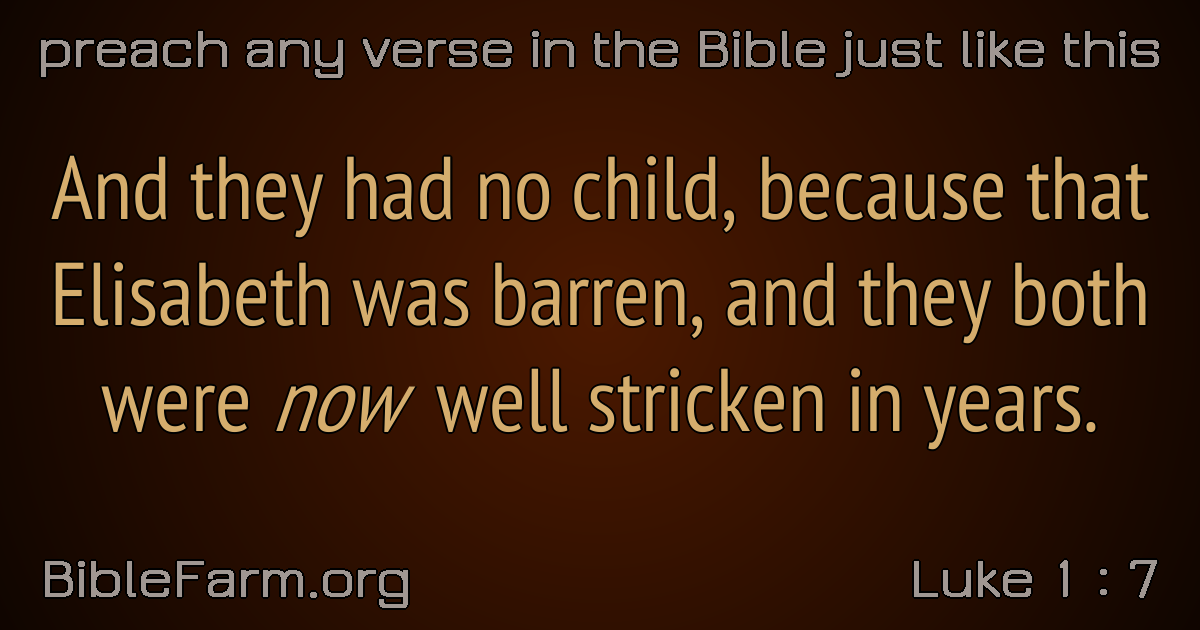 preach any verse in the Bible just like this
And they had no child, because that
Elisabeth was barren, and they both
were now well stricken in years.
BibleFarm.org
Luke 1 : 7